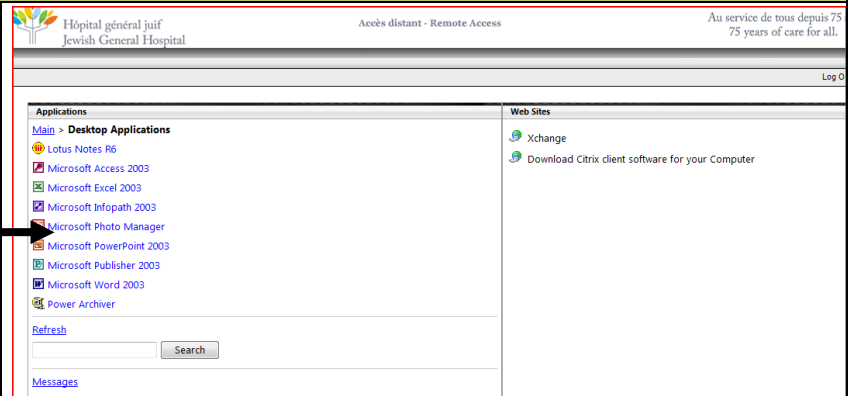 Hôpital général juif
Jewish General Hospital
Accès distant - Remote Access
Au service de tous depuis 75
75 years of care for all.
Log O
Applications
Main > Desktop Applications
Lotus Notes R6
Microsoft Access 2003
Microsoft Excel 2003
Microsoft Infopath 2003
Microsoft Photo Manager
Microsoft PowerPoint 2003
Microsoft Publisher 2003
Microsoft Word 2003
Power Archiver
Refresh
Search
Messages
Web Sites
Xchange
Download Citrix client software for your Computer